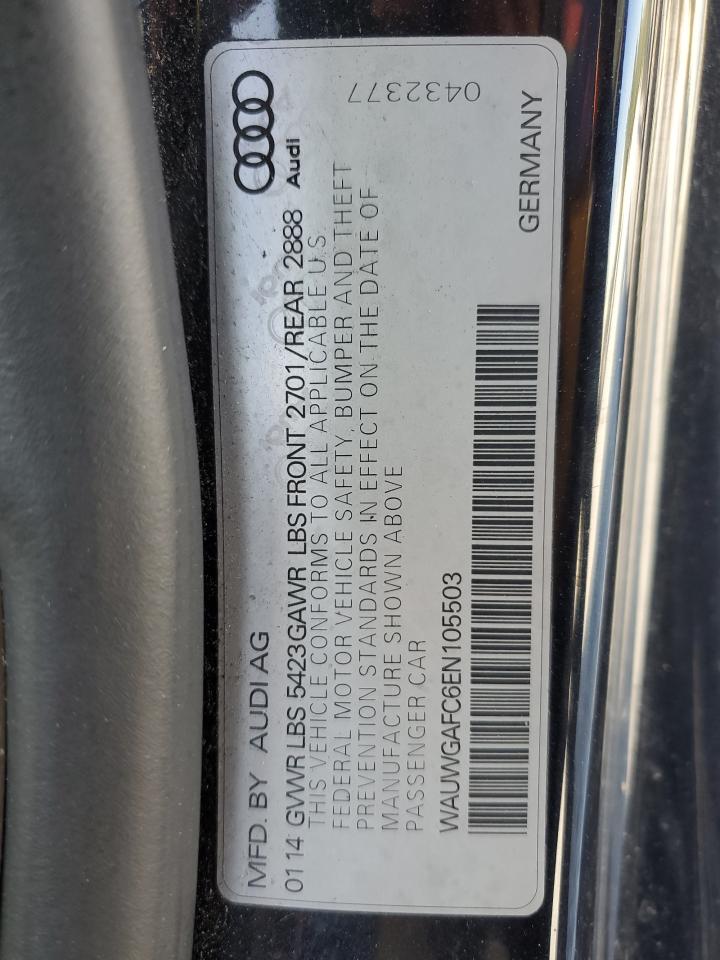 MFD. BY AUDI AG
Audi
0114 GVWR LBS 5423 GAWR LBS FRONT 2701/REAR 2888
THIS VEHICLE CONFORMS TO ALL APPLICABLE U.S.
FEDERAL MOTOR VEHICLE SAFETY, BUMPER AND THEFT
PREVENTION STANDARDS IN EFFECT ON THE DATE OF
MANUFACTURE SHOWN ABOVE
PASSENGER CAR
WAUWGAFC6EN105503
0432377
GERMANY